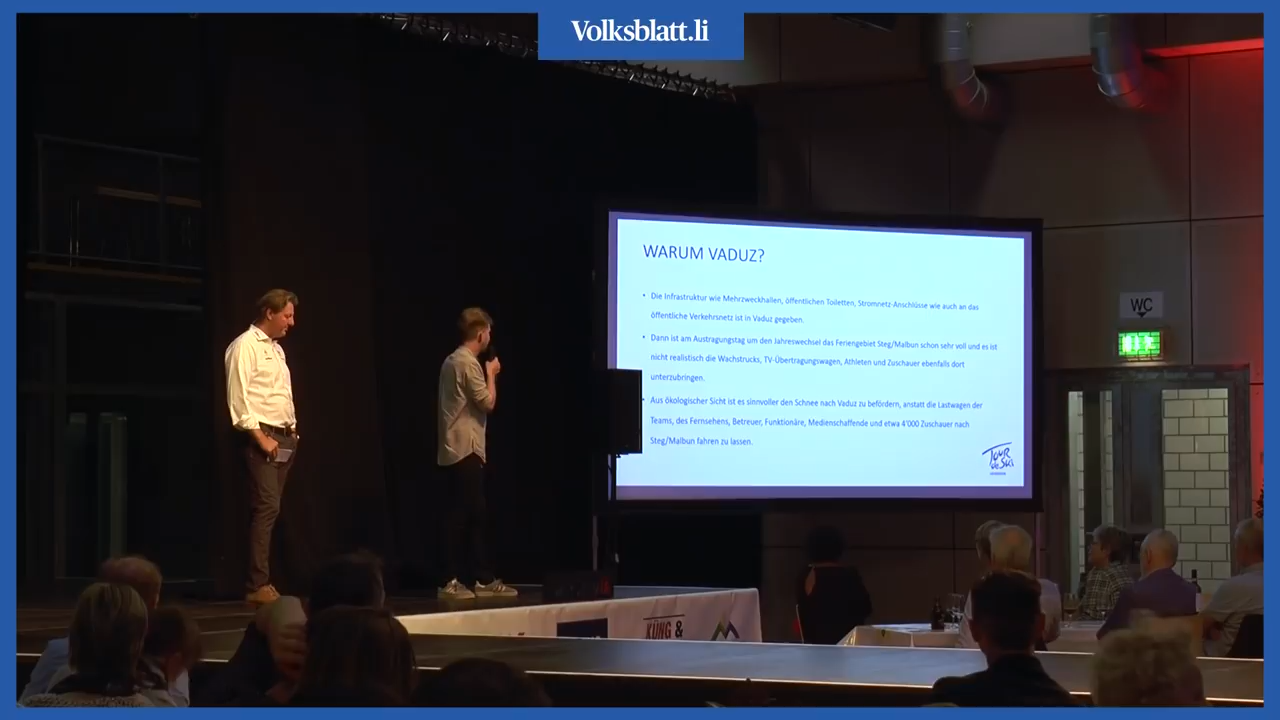 Volksblatt.li
WARUM VADUZ?
• Die Infrastruktur wie Mehrzweckhallen, öffentlichen Toiletten, Stromnetz-Anschlüsse wie auch an das
öffentliche Verkehrsnetz ist in Vaduz gegeben.
• Dann ist am Austragungstag um den Jahreswechsel das Feriengebiet Steg/Malbun schon sehr voll und es ist
nicht realistisch die Wachstrucks, TV-Übertragungswagen, Athleten und Zuschauer ebenfalls dort
unterzubringen.
• Aus ökologischer Sicht ist es sinnvoller den Schnee nach Vaduz zu befördern, anstatt die Lastwagen der
Teams, des Fernsehens, Betreuer, Funktionäre, Medienschaffende und etwa 4'000 Zuschauer nach
Steg/Malbun fahren zu lassen.
TOUR
de SKI
WC
KÜNG &